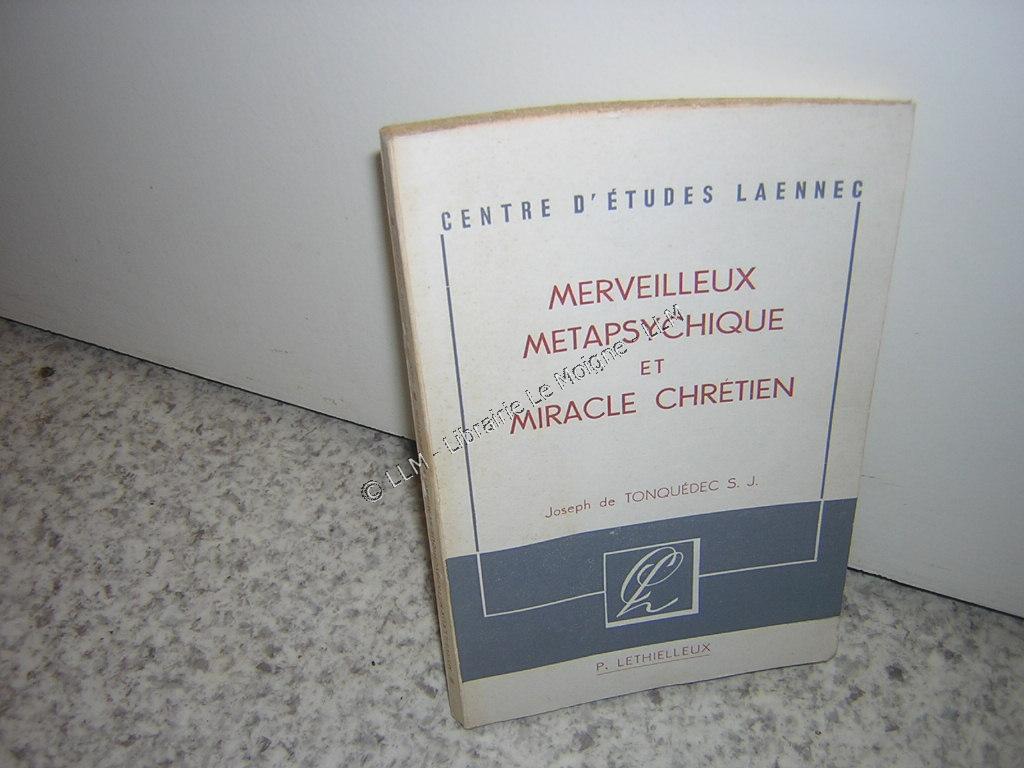 CENTRE D'ÉTUDES LAENNEC
MERVEILLEUX
METAPSYCHIQUE
ET
MIRACLE CHRÉTIEN
Joseph de TONQUÉDEC S. J.
P. LETHIELLEUX
© LLM - Librairie Le Moigne - LLM